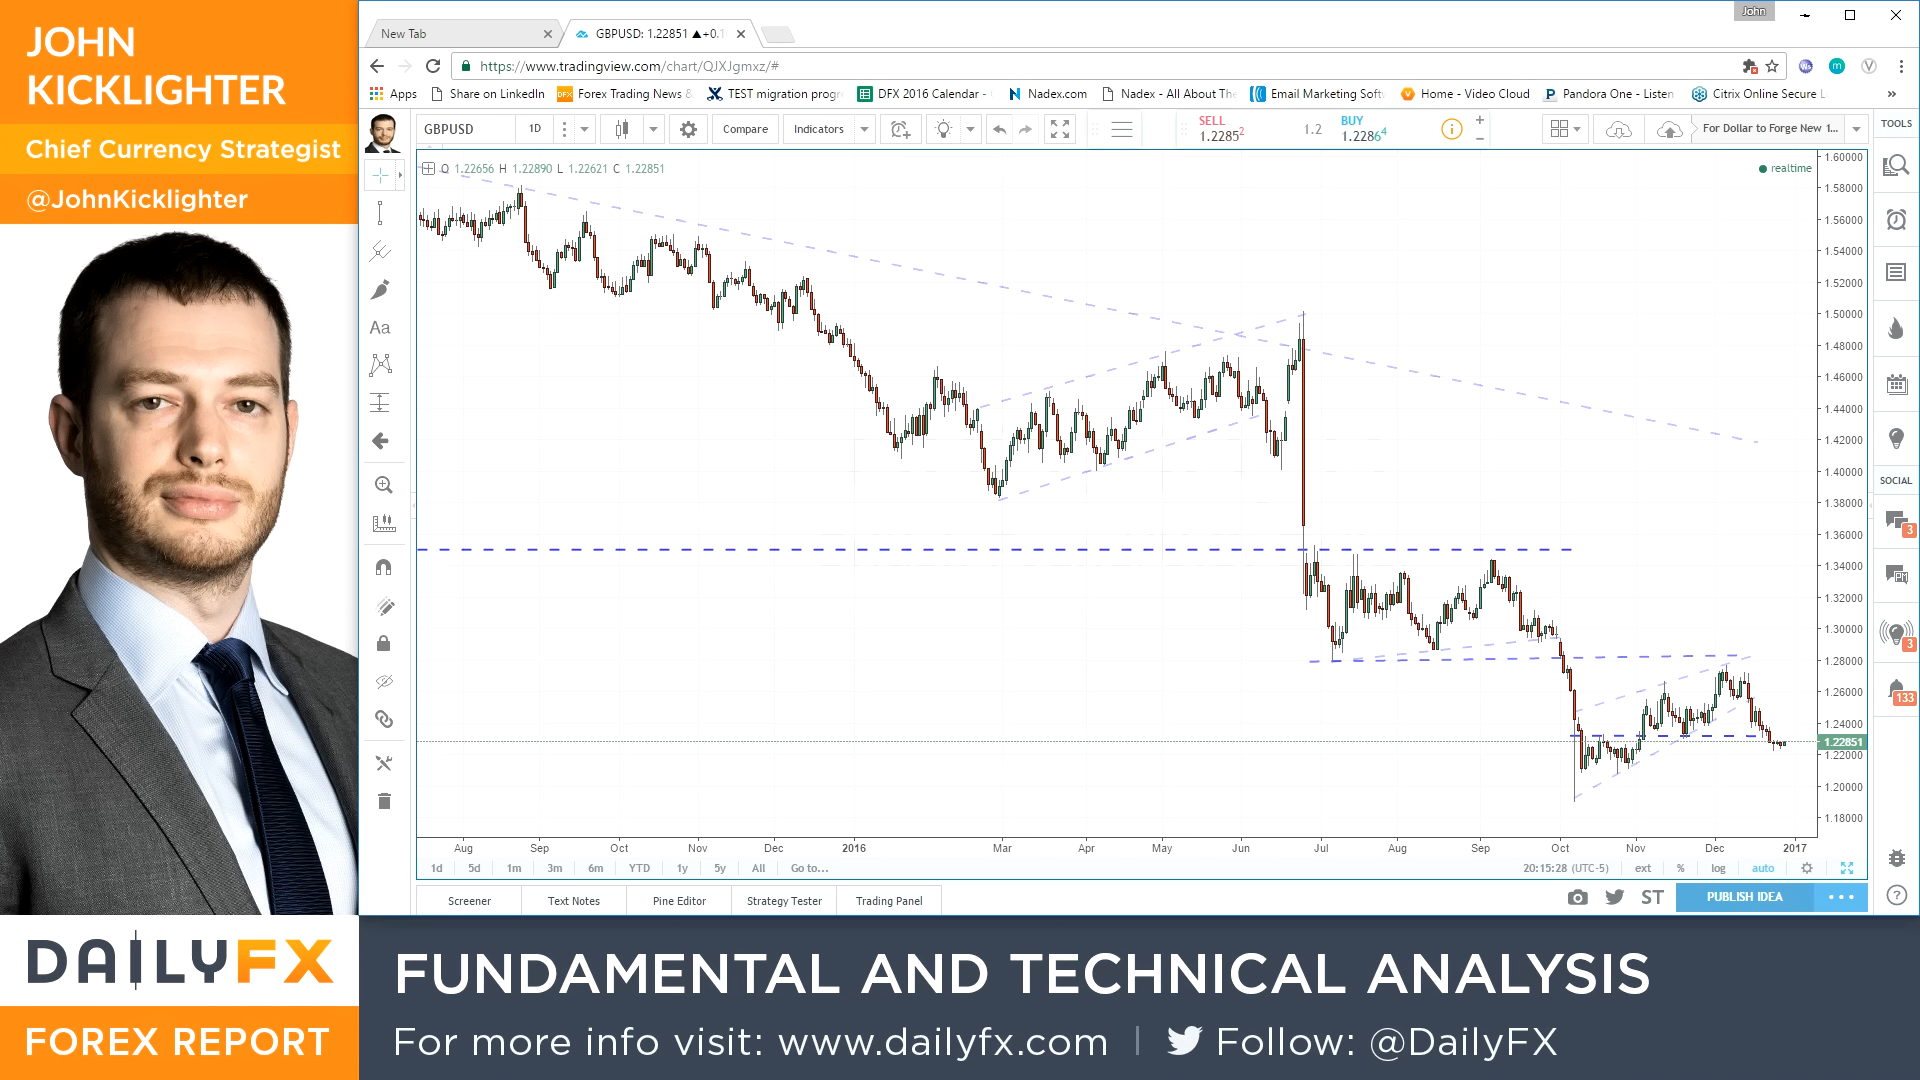 JOHN
KICKLIGHTER
Chief Currency Strategist
@JohnKicklighter
John
New Tab
GBPUSD: 1.22851 ▲+0.1
https://www.tradingview.com/chart/QJXJgmxz/#
Apps Share on LinkedIn Forex Trading News & TEST migration progr DFX 2016 Calendar - Nadex.com Nadex - All About The Email Marketing Soft Home - Video Cloud Pandora One - Listen Citrix Online Secure L »
GBPUSD 1D Compare Indicators
SELL
1.22852
1.2
BUY
1.22864
For Dollar to Forge New 1...
TOOLS
O 1.22656 H 1.22890 L 1.22621 C 1.22851
realtime
1.60000
1.58000
1.56000
1.54000
1.52000
1.50000
1.48000
1.46000
1.44000
1.42000
1.40000
1.38000
1.36000
1.34000
1.32000
1.30000
1.28000
1.26000
1.24000
1.22851
1.22000
1.20000
1.18000
Aa
SOCIAL
3
3
133
Aug Sep Oct Nov Dec 2016 Mar Apr May Jun Jul Aug Sep Oct Nov Dec 2017
1d 5d 1m 3m 6m YTD 1y 5y All Go to... 20:15:28 (UTC-5) ext % log auto
Screener Text Notes Pine Editor Strategy Tester Trading Panel ST PUBLISH IDEA
DAILYFX
FOREX REPORT
FUNDAMENTAL AND TECHNICAL ANALYSIS
For more info visit: www.dailyfx.com | Follow: @DailyFX